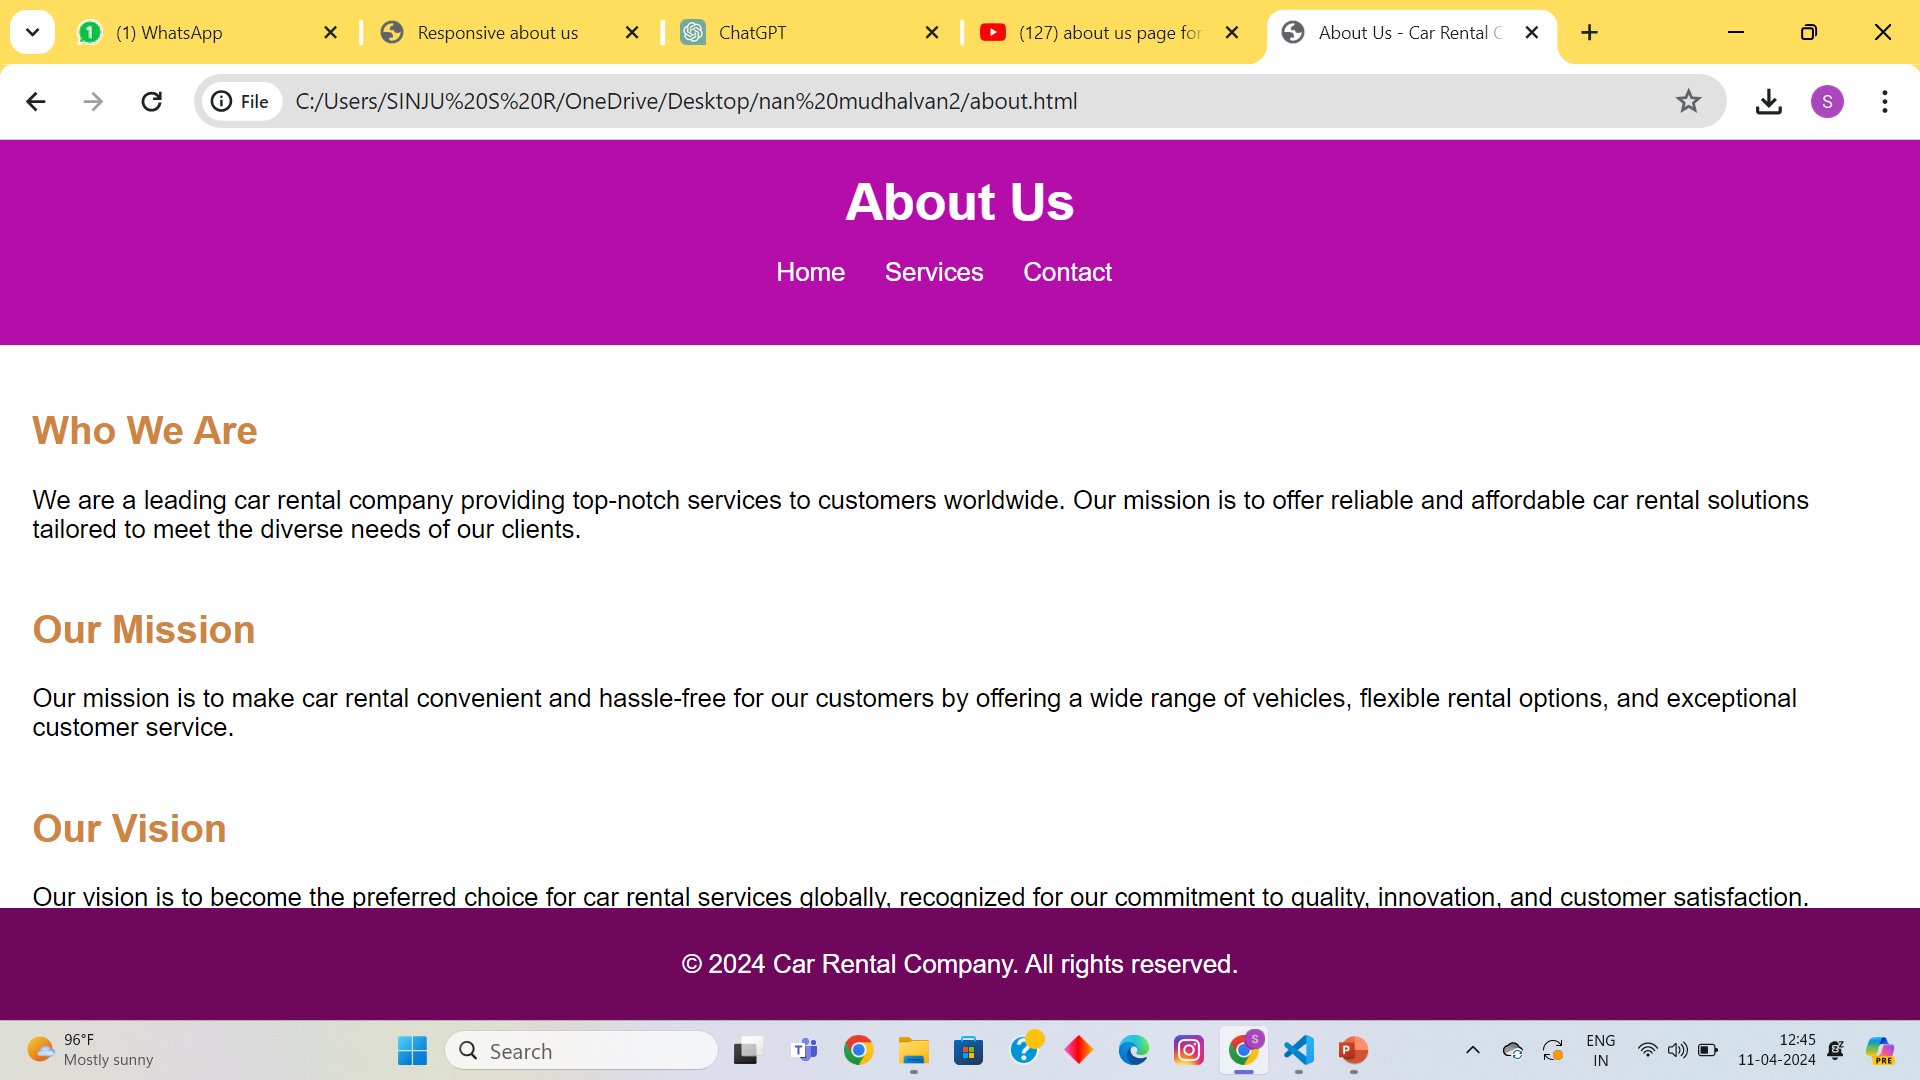 (1) WhatsApp
Responsive about us
ChatGPT
(127) about us page for
About Us - Car Rental C
File
C:/Users/SINJU%20S%20R/OneDrive/Desktop/nan%20mudhalvan2/about.html
S
About Us
Home Services Contact
Who We Are
We are a leading car rental company providing top-notch services to customers worldwide. Our mission is to offer reliable and affordable car rental solutions
tailored to meet the diverse needs of our clients.
Our Mission
Our mission is to make car rental convenient and hassle-free for our customers by offering a wide range of vehicles, flexible rental options, and exceptional
customer service.
Our Vision
Our vision is to become the preferred choice for car rental services globally, recognized for our commitment to quality, innovation, and customer satisfaction.
© 2024 Car Rental Company. All rights reserved.
96°F
Mostly sunny
Search
ENG
IN
12:45
11-04-2024
PRE